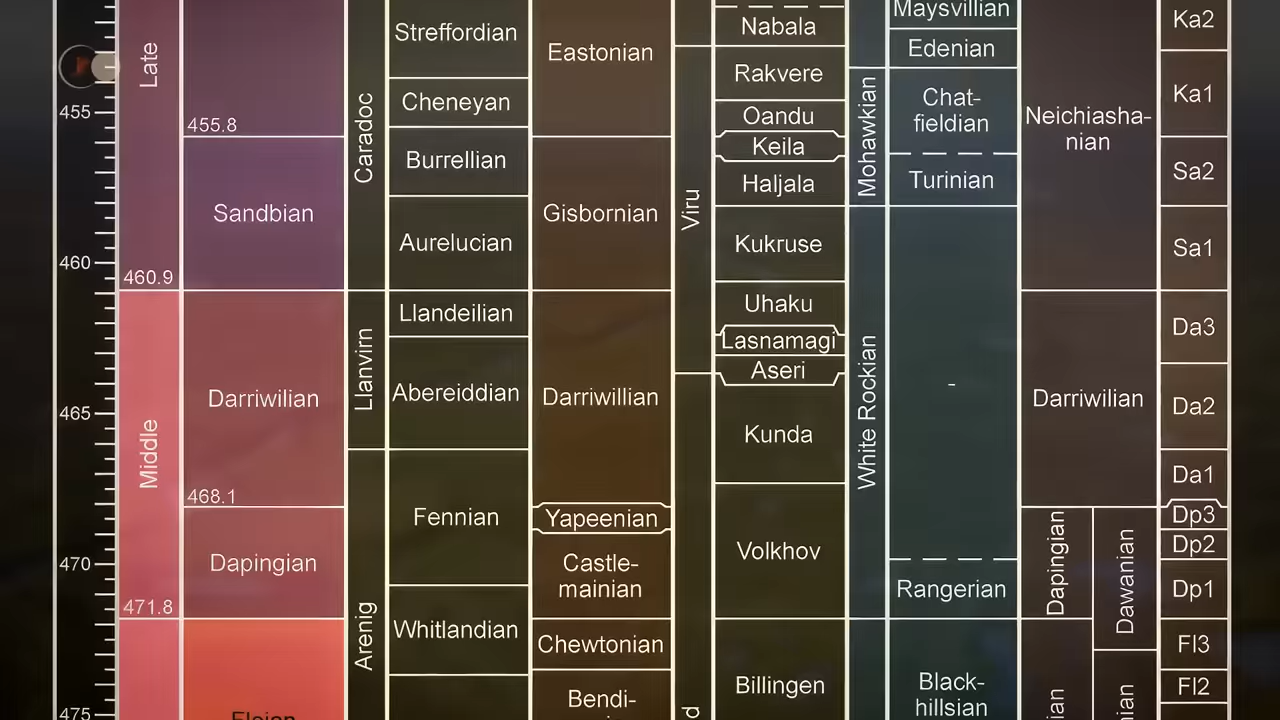 455
460
465
470
475
Late
Middle
460.9
471.8
455.8
Sandbian
Darriwilian
468.1
Dapingian
Floian
Caradoc
Llanvirn
Arenig
Streffordian
Cheneyan
Burrellian
Aurelucian
Llandeilian
Abereiddian
Fennian
Whitlandian
Eastonian
Gisbornian
Darriwillian
Yapeenian
Castle-
mainian
Chewtonian
Bendi-
Viru
Nabala
Rakvere
Oandu
Keila
Haljala
Kukruse
Uhaku
Lasnamagi
Aseri
Kunda
Volkhov
Billingen
Mohawkian
White Rockian
Maysvillian
Edenian
Chat-
fieldian
Turinian
-
Rangerian
Black-
hillsian
Neichiasha-
nian
Darriwilian
Dapingian
Dawanian
Ka2
Ka1
Sa2
Sa1
Da3
Da2
Da1
Dp3
Dp2
Dp1
Fl3
Fl2